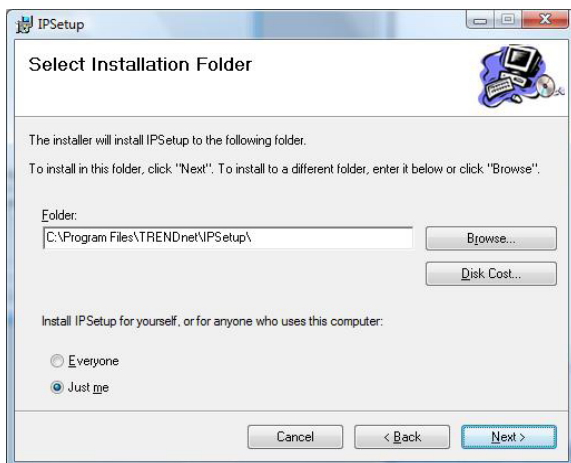 IPSetup
Select Installation Folder
The installer will install IPSetup to the following folder.
To install in this folder, click "Next". To install to a different folder, enter it below or click "Browse".
Folder:
C:\Program Files\TRENDnet\IPSetup\
Browse...
Disk Cost...
Install IPSetup for yourself, or for anyone who uses this computer:
Everyone
Just me
Cancel
< Back
Next >